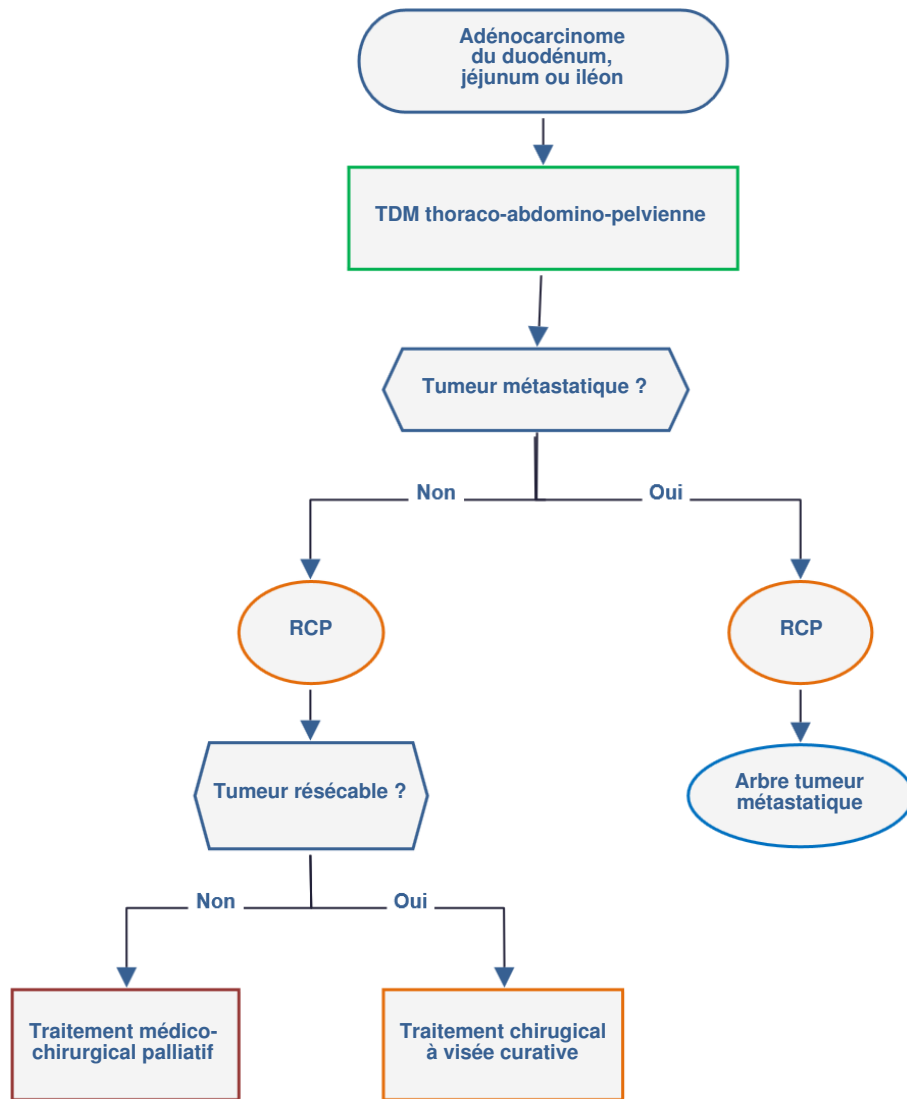 Adénocarcinome
du duodénum,
jéjunum ou iléon
TDM thoraco-abdomino-pelvienne
Tumeur métastatique ?
Non
Oui
RCP
RCP
Tumeur résécable ?
Arbre tumeur
métastatique
Non
Oui
Traitement médico-
chirurgical palliatif
Traitement chirugical
à visée curative